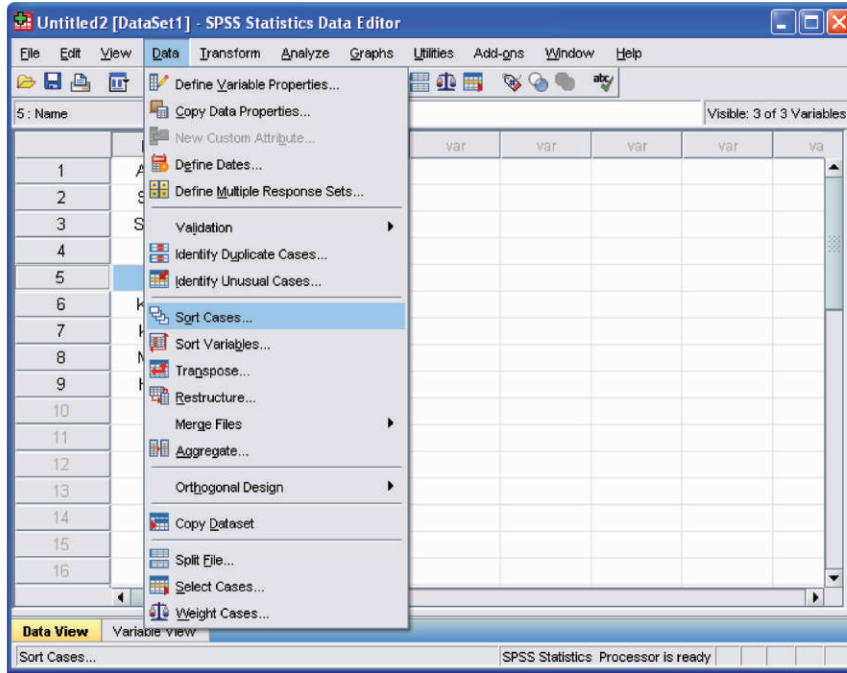 Untitled2 [DataSet1] - SPSS Statistics Data Editor
File Edit View Data Transform Analyze Graphs Utilities Add-ons Window Help
5 : Name
Visible: 3 of 3 Variables
var var var var va
1
2
3
4
5
6
7
8
9
10
11
12
13
14
15
16
Define Variable Properties...
Copy Data Properties...
New Custom Attribute...
Define Dates...
Define Multiple Response Sets...
Validation
Identify Duplicate Cases...
Identify Unusual Cases...
Sort Cases...
Sort Variables...
Transpose...
Restructure...
Merge Files
Aggregate...
Orthogonal Design
Copy Dataset
Split File...
Select Cases...
Weight Cases...
Data View Variable View
Sort Cases...
SPSS Statistics Processor is ready